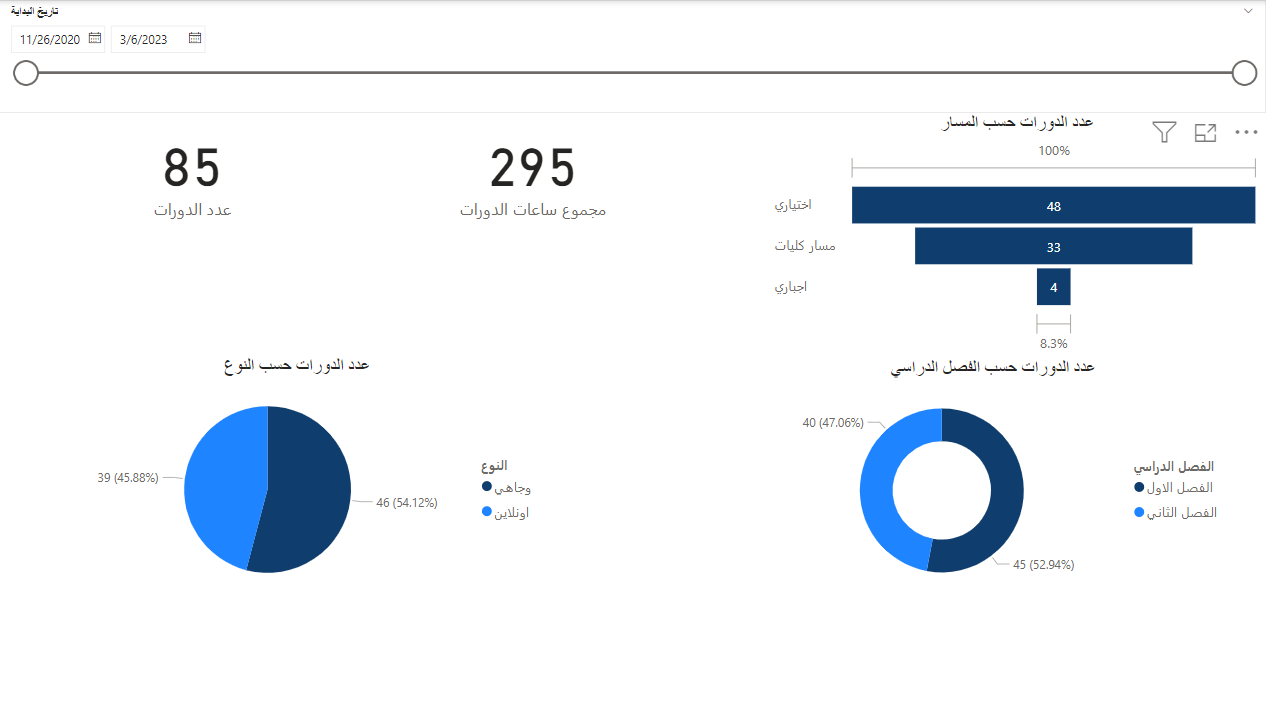 تاريخ البداية
11/26/2020 3/6/2023
85
عدد الدورات
295
مجموع ساعات الدورات
عدد الدورات حسب المسار
100%
اختياري 48
مسار كليات 33
اجباري 4
8.3%
عدد الدورات حسب النوع
39 (45.88%)
46 (54.12%)
النوع
وجاهي
اونلاين
عدد الدورات حسب الفصل الدراسي
40 (47.06%)
45 (52.94%)
الفصل الدراسي
الفصل الاول
الفصل الثاني